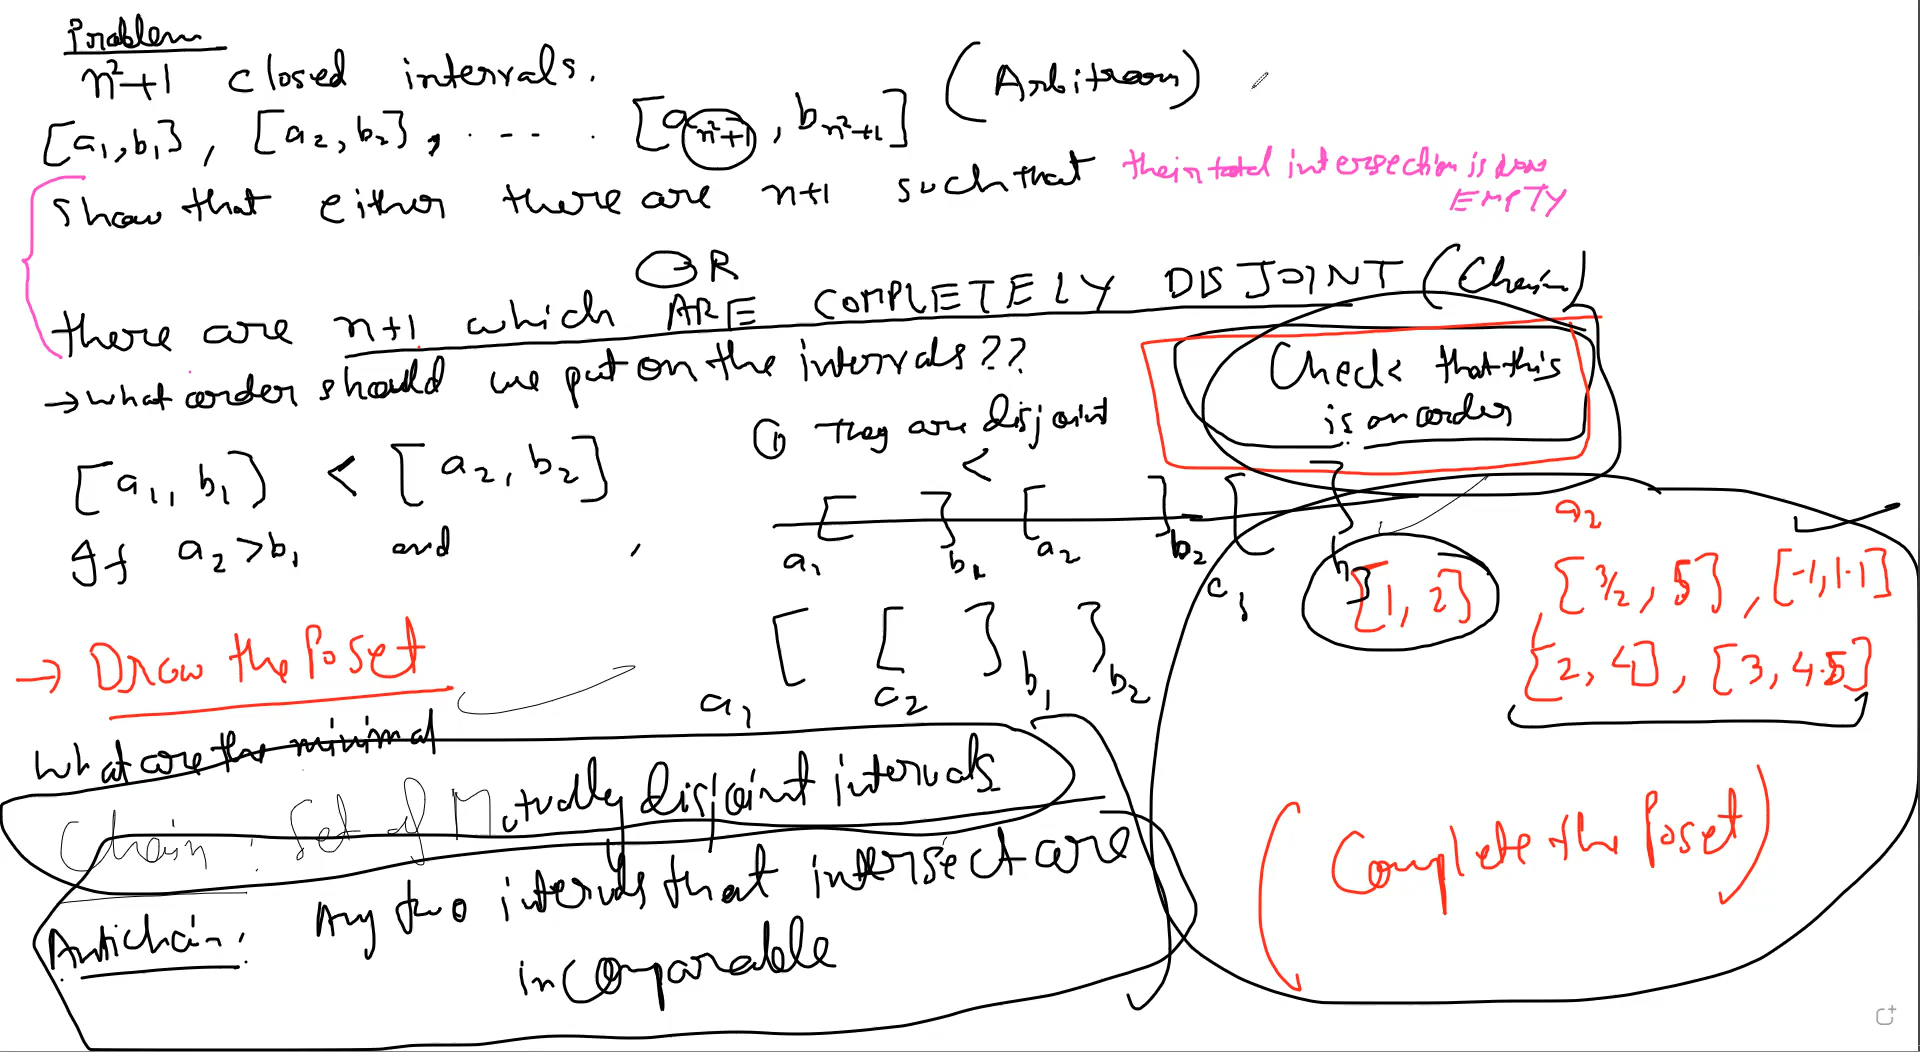 Problem
n²+1 closed intervals.
[a₁,b₁], [a₂,b₂], . - - . [a_{n²+1}, b_{n²+1}] (Arbitrary)
Show that either there are n+1 such that their total intersection is non
EMPTY
OR
there are n+1 which ARE COMPLETELY DISJOINT (Chain)
→ what order should we put on the intervals??
Check that this
is an order
① They are disjoint
<
[a₁, b₁] < [a₂, b₂]
If a₂ > b₁ and
a₁ b₁ a₂ b₂ c₁
a₂
[1, 2] [3/2, 5], [-1, 1.1]
[2, 4], [3, 4.5]
[ [ ] ]
a₁ a₂ b₁ b₂
→ Draw the Poset
What are the minimal
Chain: Set of Mutually disjoint intervals
(Complete the Poset)
Antichain: Any two intervals that intersect are
incomparable